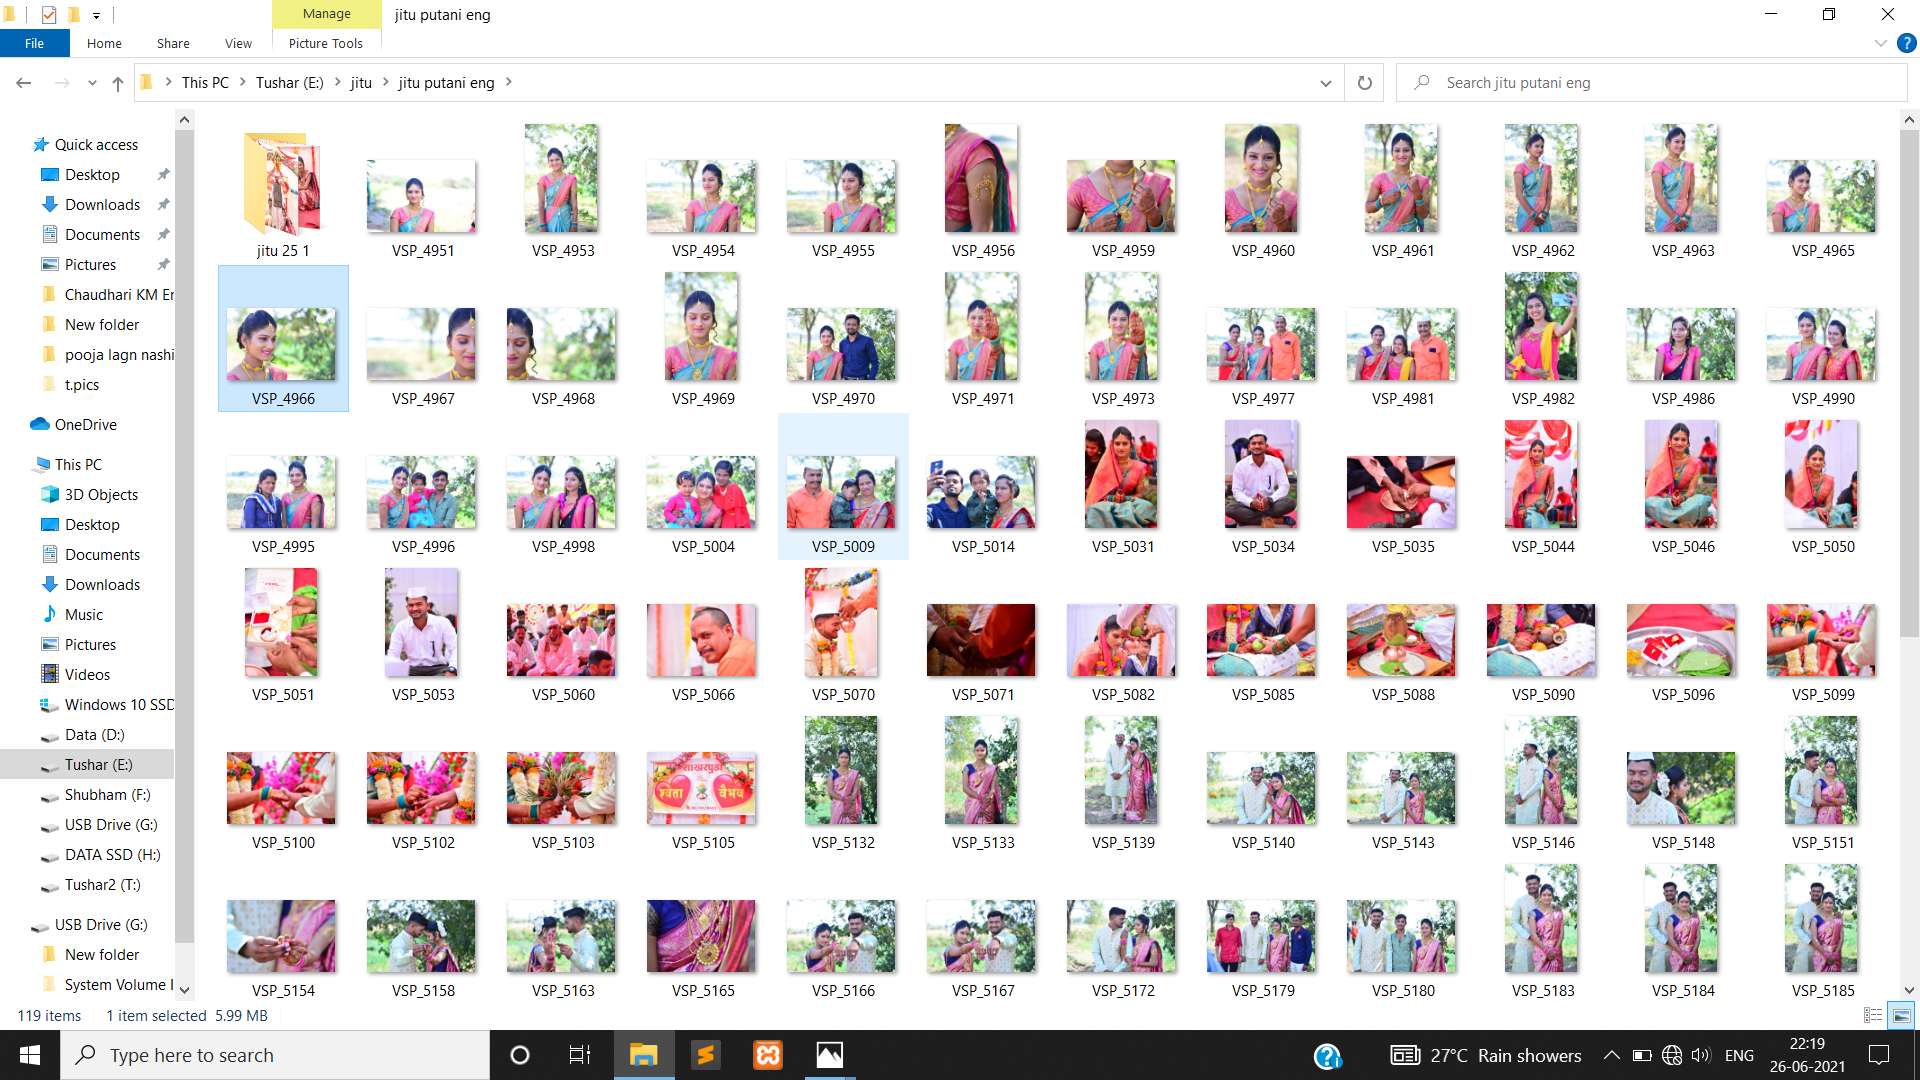 Manage
jitu putani eng
File
Home
Share
View
Picture Tools
This PC
Tushar (E:)
jitu
jitu putani eng
Search jitu putani eng
Quick access
Desktop
Downloads
Documents
Pictures
Chaudhari KM Er
New folder
pooja lagn nashi
t.pics
OneDrive
This PC
3D Objects
Desktop
Documents
Downloads
Music
Pictures
Videos
Windows 10 SSD
Data (D:)
Tushar (E:)
Shubham (F:)
USB Drive (G:)
DATA SSD (H:)
Tushar2 (T:)
USB Drive (G:)
New folder
System Volume I
jitu 25 1
VSP_4951
VSP_4953
VSP_4954
VSP_4955
VSP_4956
VSP_4959
VSP_4960
VSP_4961
VSP_4962
VSP_4963
VSP_4965
VSP_4966
VSP_4967
VSP_4968
VSP_4969
VSP_4970
VSP_4971
VSP_4973
VSP_4977
VSP_4981
VSP_4982
VSP_4986
VSP_4990
VSP_4995
VSP_4996
VSP_4998
VSP_5004
VSP_5009
VSP_5014
VSP_5031
VSP_5034
VSP_5035
VSP_5044
VSP_5046
VSP_5050
VSP_5051
VSP_5053
VSP_5060
VSP_5066
VSP_5070
VSP_5071
VSP_5082
VSP_5085
VSP_5088
VSP_5090
VSP_5096
VSP_5099
साखरपुडा
श्वेता
वैभव
VSP_5100
VSP_5102
VSP_5103
VSP_5105
VSP_5132
VSP_5133
VSP_5139
VSP_5140
VSP_5143
VSP_5146
VSP_5148
VSP_5151
VSP_5154
VSP_5158
VSP_5163
VSP_5165
VSP_5166
VSP_5167
VSP_5172
VSP_5179
VSP_5180
VSP_5183
VSP_5184
VSP_5185
119 items
1 item selected 5.99 MB
Type here to search
27°C Rain showers
ENG
22:19
26-06-2021